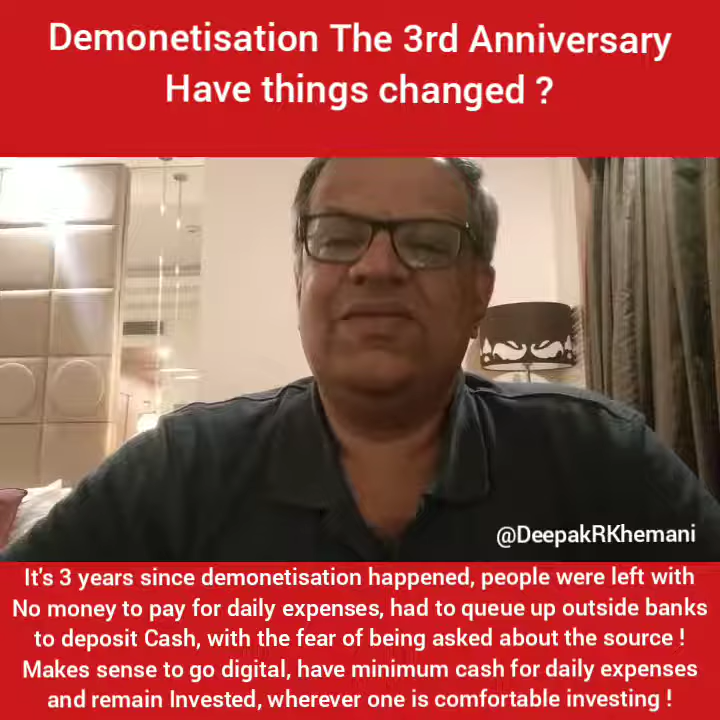 Demonetisation The 3rd Anniversary
Have things changed ?
@DeepakRKhemani
It's 3 years since demonetisation happened, people were left with
No money to pay for daily expenses, had to queue up outside banks
to deposit Cash, with the fear of being asked about the source !
Makes sense to go digital, have minimum cash for daily expenses
and remain Invested, wherever one is comfortable investing !